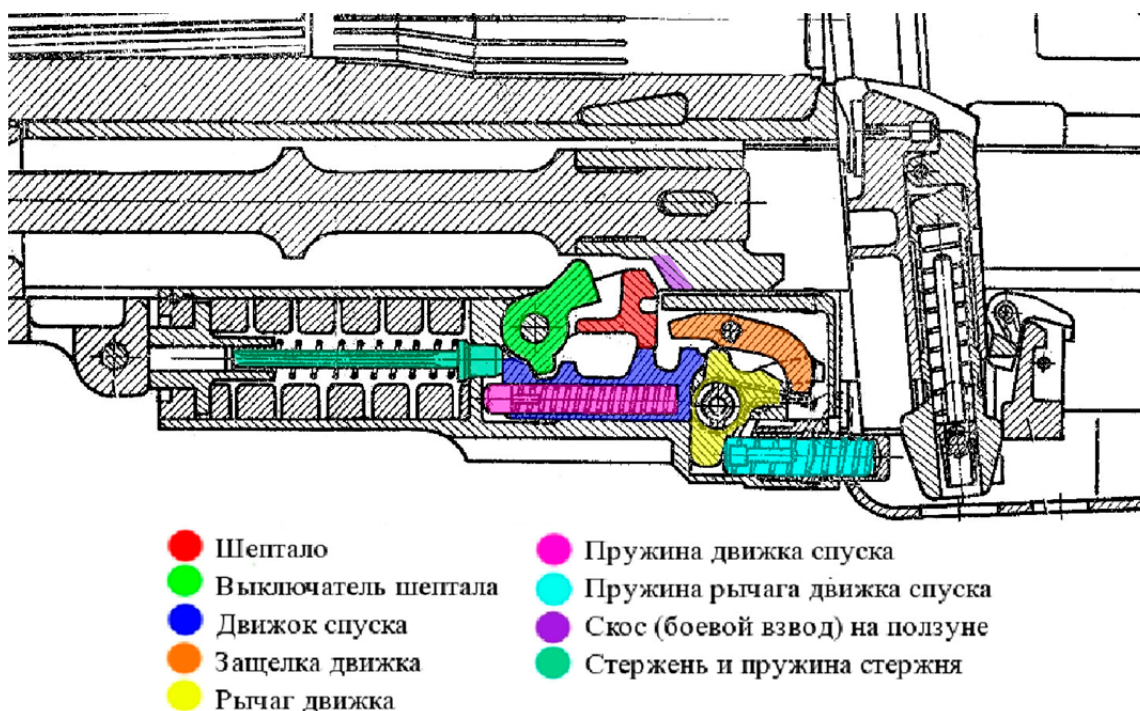 Шептало
Выключатель шептала
Движок спуска
Защелка движка
Рычаг движка
Пружина движка спуска
Пружина рычага движка спуска
Скос (боевой взвод) на ползуне
Стержень и пружина стержня